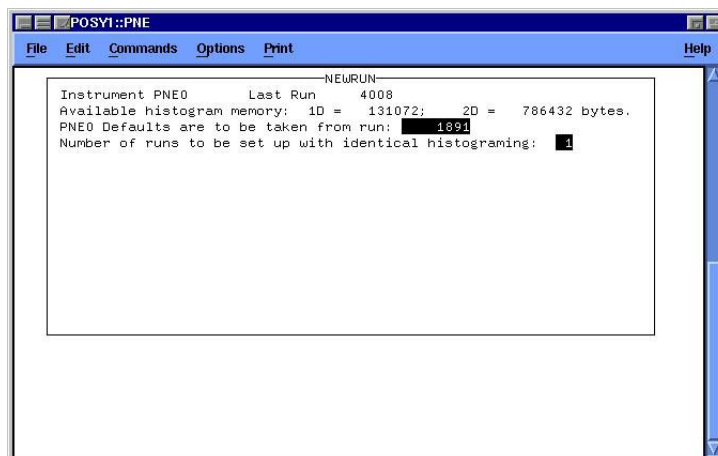 POSY1::PNE
File Edit Commands Options Print Help
NEWRUN
Instrument PNE0 Last Run 4008
Available histogram memory: 1D = 131072; 2D = 786432 bytes.
PNE0 Defaults are to be taken from run: 1891
Number of runs to be set up with identical histograming: 1